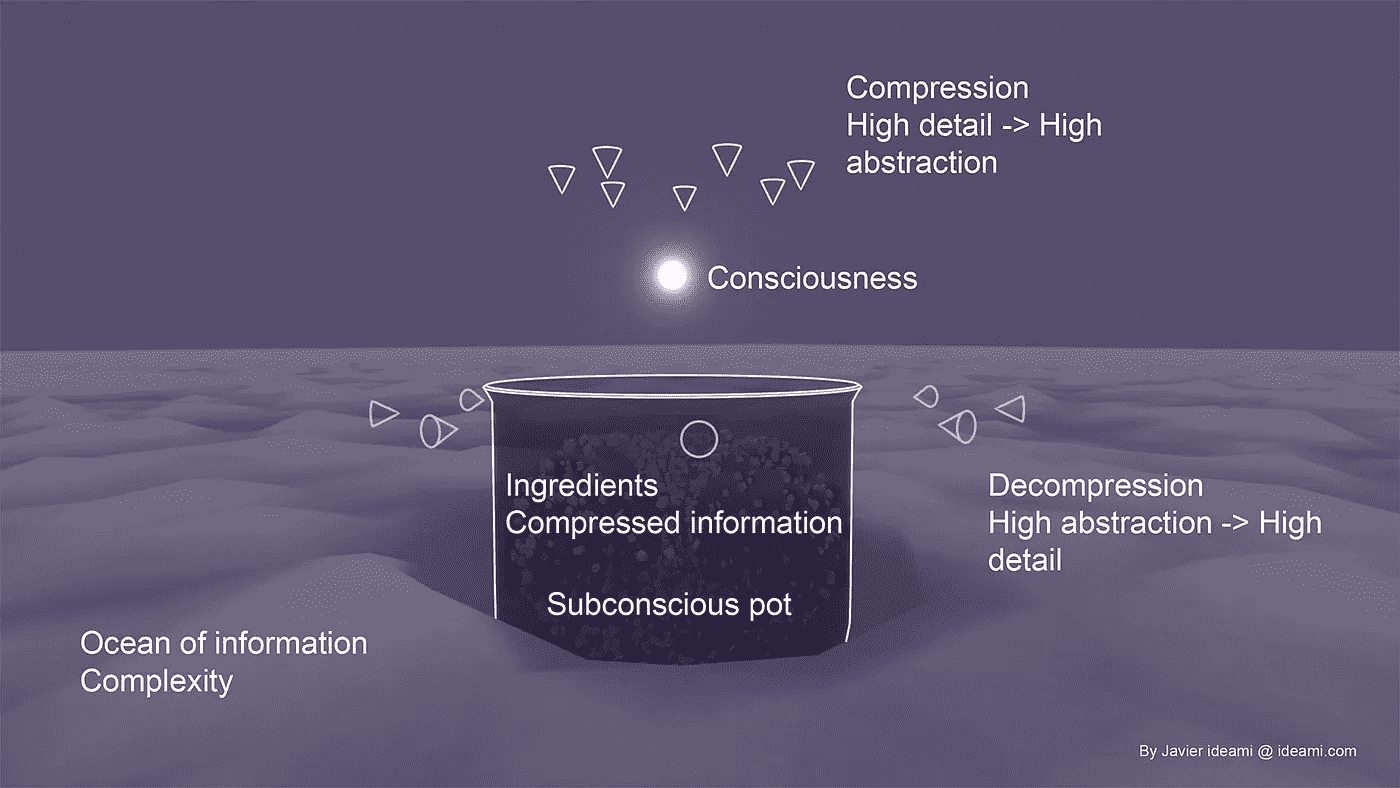 Compression
High detail -> High
abstraction
Consciousness
Ingredients
Compressed information
Subconscious pot
Decompression
High abstraction -> High
detail
Ocean of information
Complexity
By Javier ideami @ ideami.com